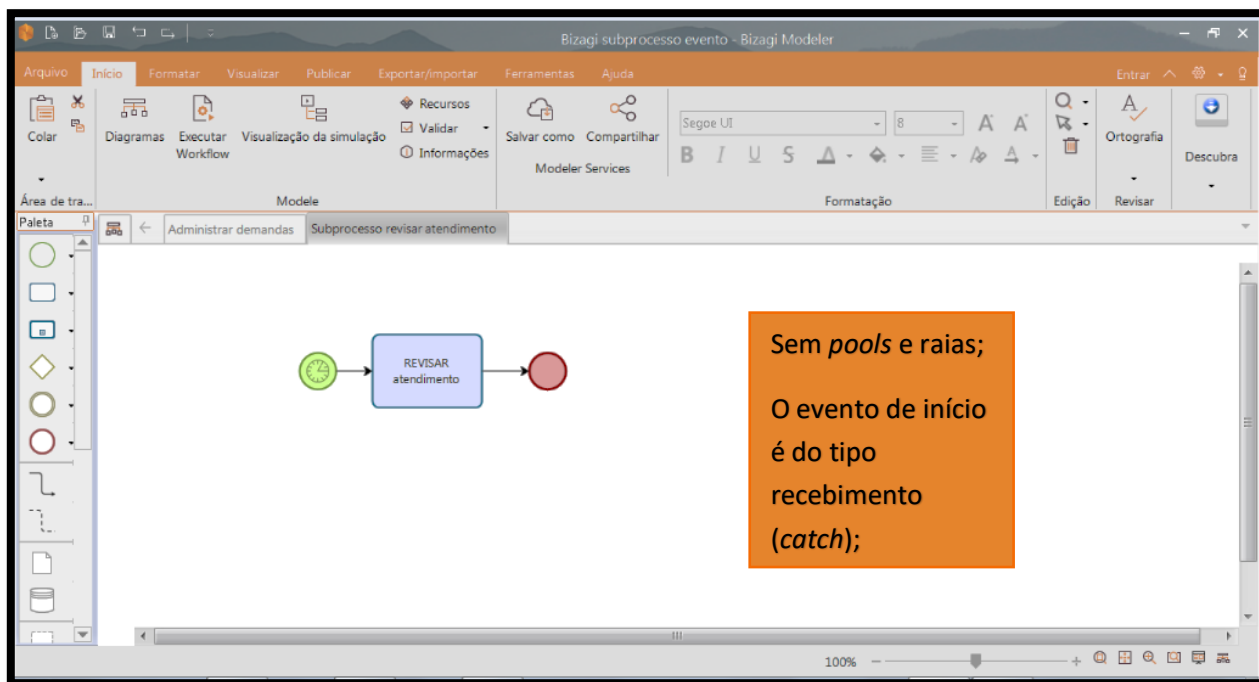 Bizagi subprocesso evento - Bizagi Modeler
Arquivo Início Formatar Visualizar Publicar Exportar/importar Ferramentas Ajuda Entrar
Colar
Diagramas
Executar
Workflow
Visualização da simulação
Recursos
Validar
Informações
Salvar como
Compartilhar
Modeler Services
Segoe UI
8
A A
B I U S A A
Ortografia
Descubra
Área de tra...
Modele
Formatação
Edição
Revisar
Paleta
Administrar demandas
Subprocesso revisar atendimento
REVISAR
atendimento
Sem pools e raias;
O evento de início
é do tipo
recebimento
(catch);
100%